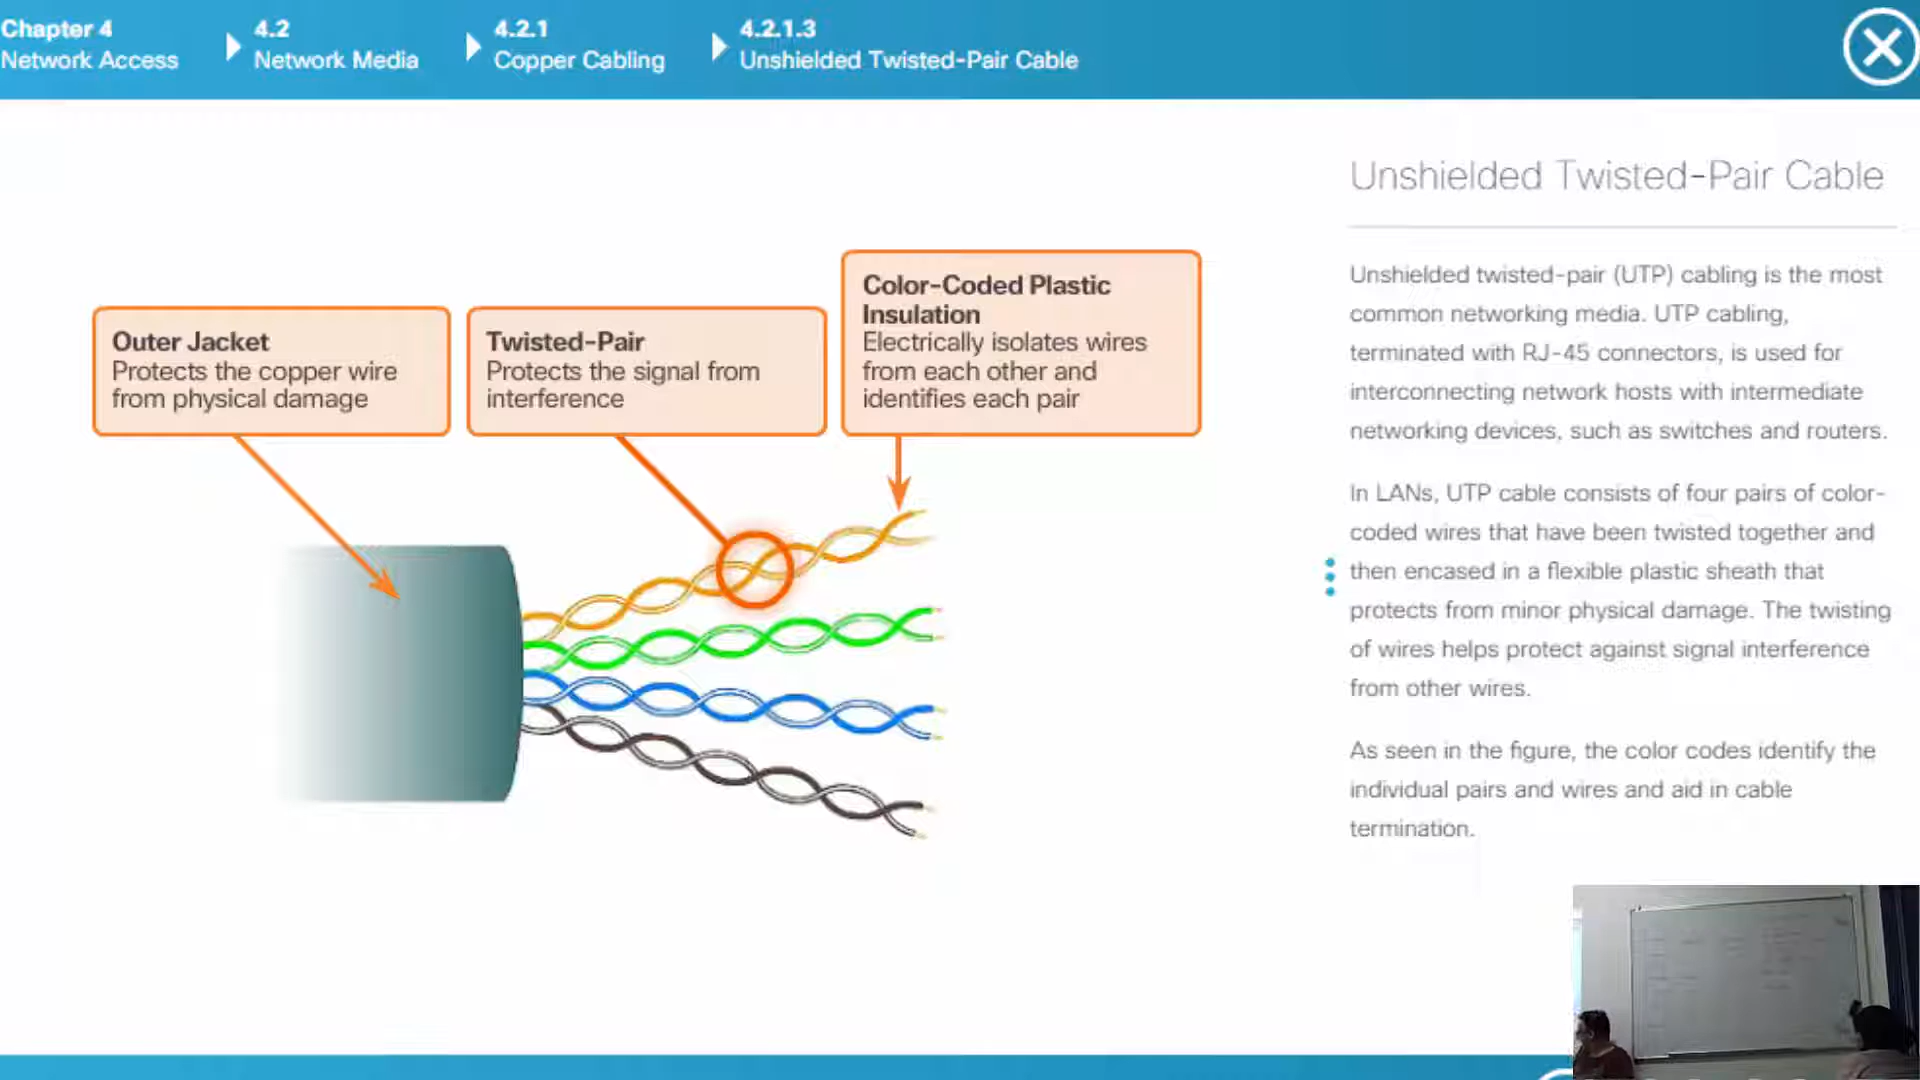 Chapter 4
Network Access
4.2
Network Media
4.2.1
Copper Cabling
4.2.1.3
Unshielded Twisted-Pair Cable
Outer Jacket
Protects the copper wire
from physical damage
Twisted-Pair
Protects the signal from
interference
Color-Coded Plastic
Insulation
Electrically isolates wires
from each other and
identifies each pair
Unshielded Twisted-Pair Cable
Unshielded twisted-pair (UTP) cabling is the most
common networking media. UTP cabling,
terminated with RJ-45 connectors, is used for
interconnecting network hosts with intermediate
networking devices, such as switches and routers.
In LANs, UTP cable consists of four pairs of color-
coded wires that have been twisted together and
then encased in a flexible plastic sheath that
protects from minor physical damage. The twisting
of wires helps protect against signal interference
from other wires.
As seen in the figure, the color codes identify the
individual pairs and wires and aid in cable
termination.